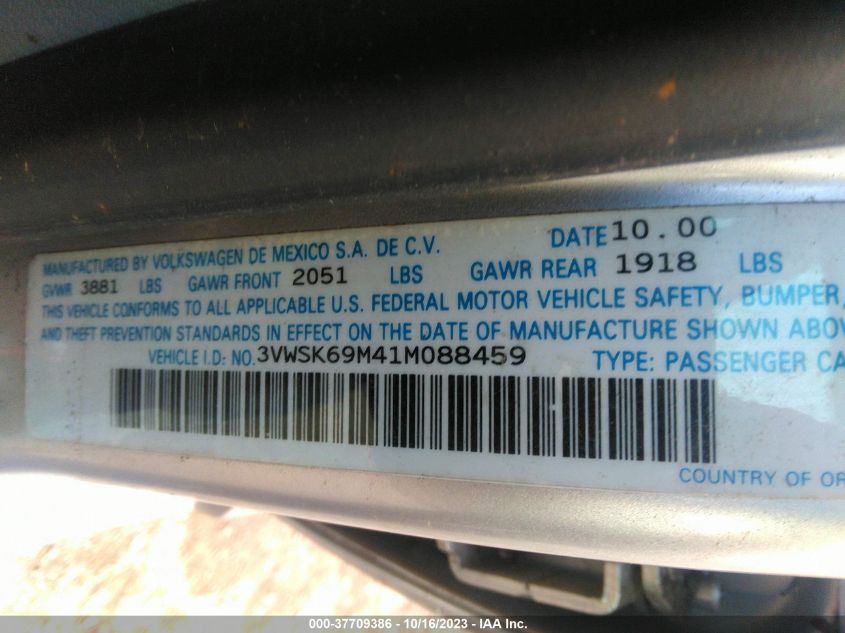 MANUFACTURED BY VOLKSWAGEN DE MEXICO S.A. DE C.V. DATE 10.00
GVWR 3881 LBS GAWR FRONT 2051 LBS GAWR REAR 1918 LBS
THIS VEHICLE CONFORMS TO ALL APPLICABLE U.S. FEDERAL MOTOR VEHICLE SAFETY, BUMPER,
AND THEFT PREVENTION STANDARDS IN EFFECT ON THE DATE OF MANUFACTURE SHOWN ABOV
VEHICLE I.D: NO. 3VWSK69M41M088459 TYPE: PASSENGER CA
COUNTRY OF OR
000-37709386 - 10/16/2023 - IAA Inc.